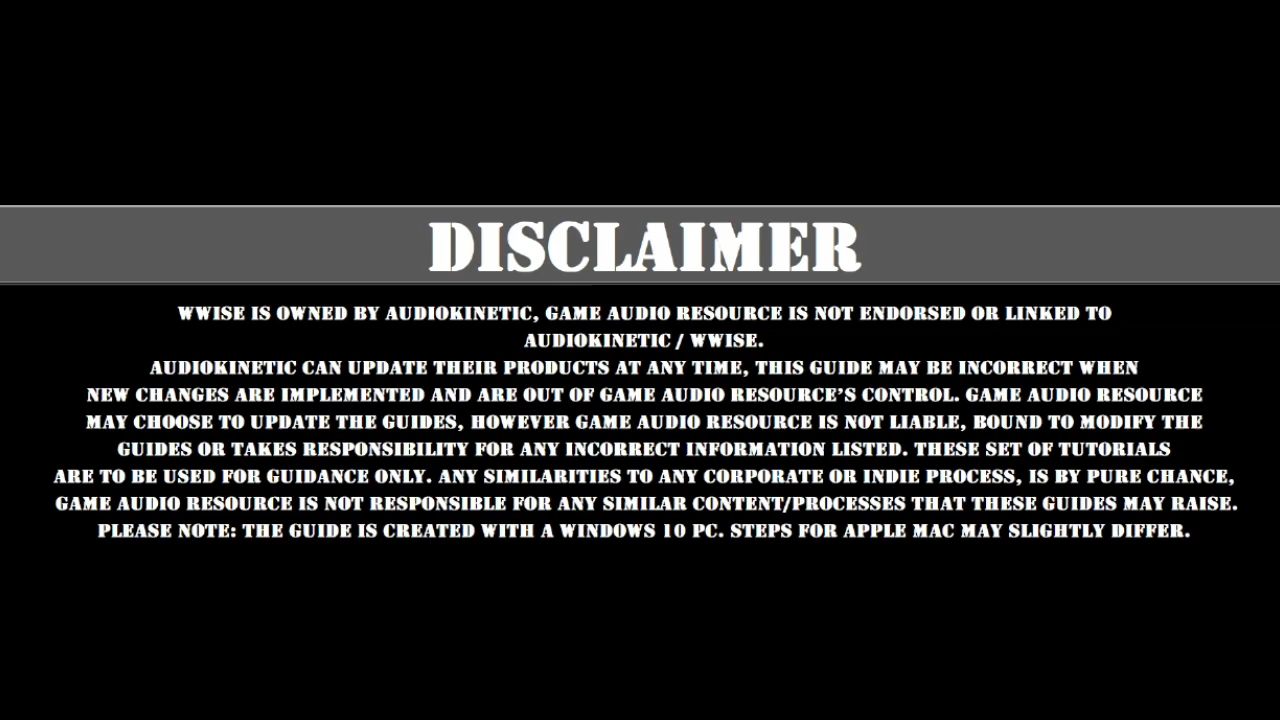 DISCLAIMER
WWISE IS OWNED BY AUDIOKINETIC, GAME AUDIO RESOURCE IS NOT ENDORSED OR LINKED TO
AUDIOKINETIC / WWISE.
AUDIOKINETIC CAN UPDATE THEIR PRODUCTS AT ANY TIME, THIS GUIDE MAY BE INCORRECT WHEN
NEW CHANGES ARE IMPLEMENTED AND ARE OUT OF GAME AUDIO RESOURCE'S CONTROL. GAME AUDIO RESOURCE
MAY CHOOSE TO UPDATE THE GUIDES, HOWEVER GAME AUDIO RESOURCE IS NOT LIABLE, BOUND TO MODIFY THE
GUIDES OR TAKES RESPONSIBILITY FOR ANY INCORRECT INFORMATION LISTED. THESE SET OF TUTORIALS
ARE TO BE USED FOR GUIDANCE ONLY. ANY SIMILARITIES TO ANY CORPORATE OR INDIE PROCESS, IS BY PURE CHANCE,
GAME AUDIO RESOURCE IS NOT RESPONSIBLE FOR ANY SIMILAR CONTENT/PROCESSES THAT THESE GUIDES MAY RAISE.
PLEASE NOTE: THE GUIDE IS CREATED WITH A WINDOWS 10 PC. STEPS FOR APPLE MAC MAY SLIGHTLY DIFFER.